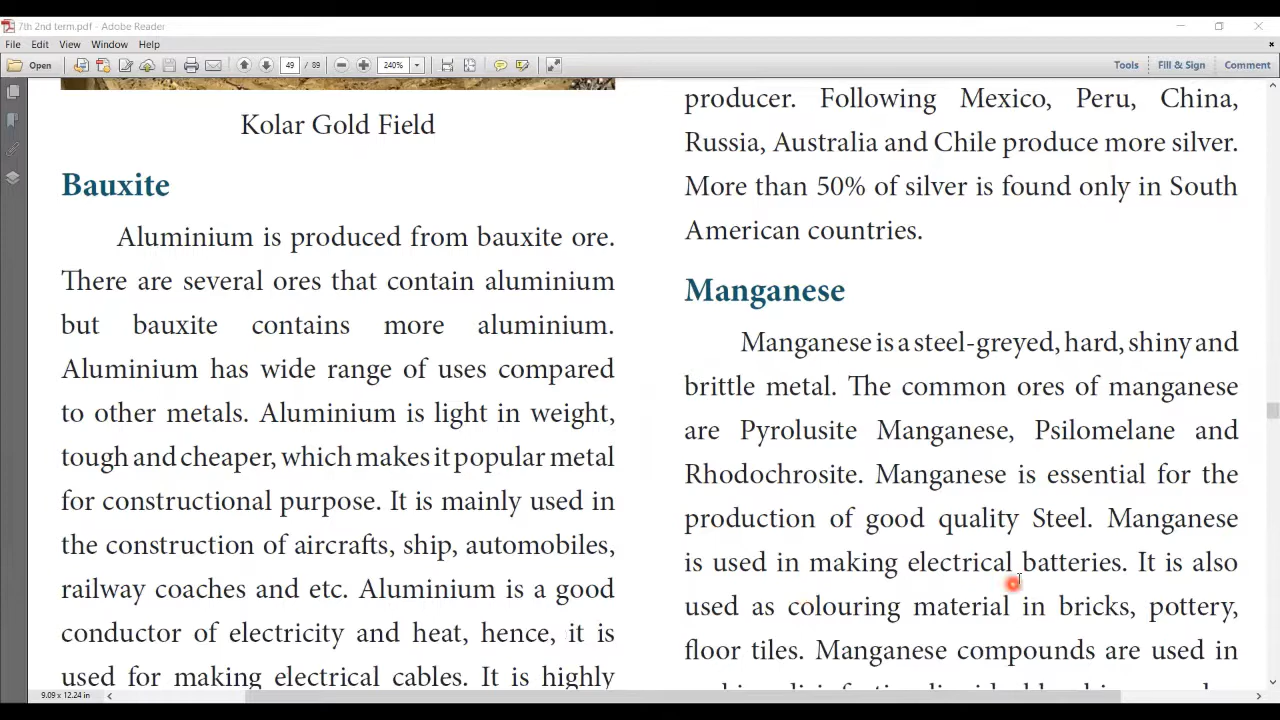 7th 2nd term.pdf - Adobe Reader
File Edit View Window Help
Open 49 / 89 240% Tools Fill & Sign Comment
Kolar Gold Field
Bauxite
Aluminium is produced from bauxite ore.
There are several ores that contain aluminium
but bauxite contains more aluminium.
Aluminium has wide range of uses compared
to other metals. Aluminium is light in weight,
tough and cheaper, which makes it popular metal
for constructional purpose. It is mainly used in
the construction of aircrafts, ship, automobiles,
railway coaches and etc. Aluminium is a good
conductor of electricity and heat, hence, it is
used for making electrical cables. It is highly
producer. Following Mexico, Peru, China,
Russia, Australia and Chile produce more silver.
More than 50% of silver is found only in South
American countries.
Manganese
Manganese is a steel-greyed, hard, shiny and
brittle metal. The common ores of manganese
are Pyrolusite Manganese, Psilomelane and
Rhodochrosite. Manganese is essential for the
production of good quality Steel. Manganese
is used in making electrical batteries. It is also
used as colouring material in bricks, pottery,
floor tiles. Manganese compounds are used in
9.09 x 12.24 in